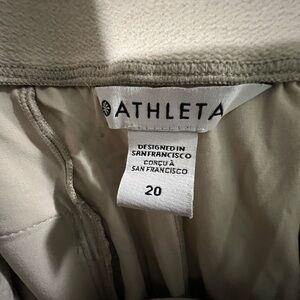 ATHLETA
DESIGNED IN
SAN FRANCISCO
CONÇU À
SAN FRANCISCO
20